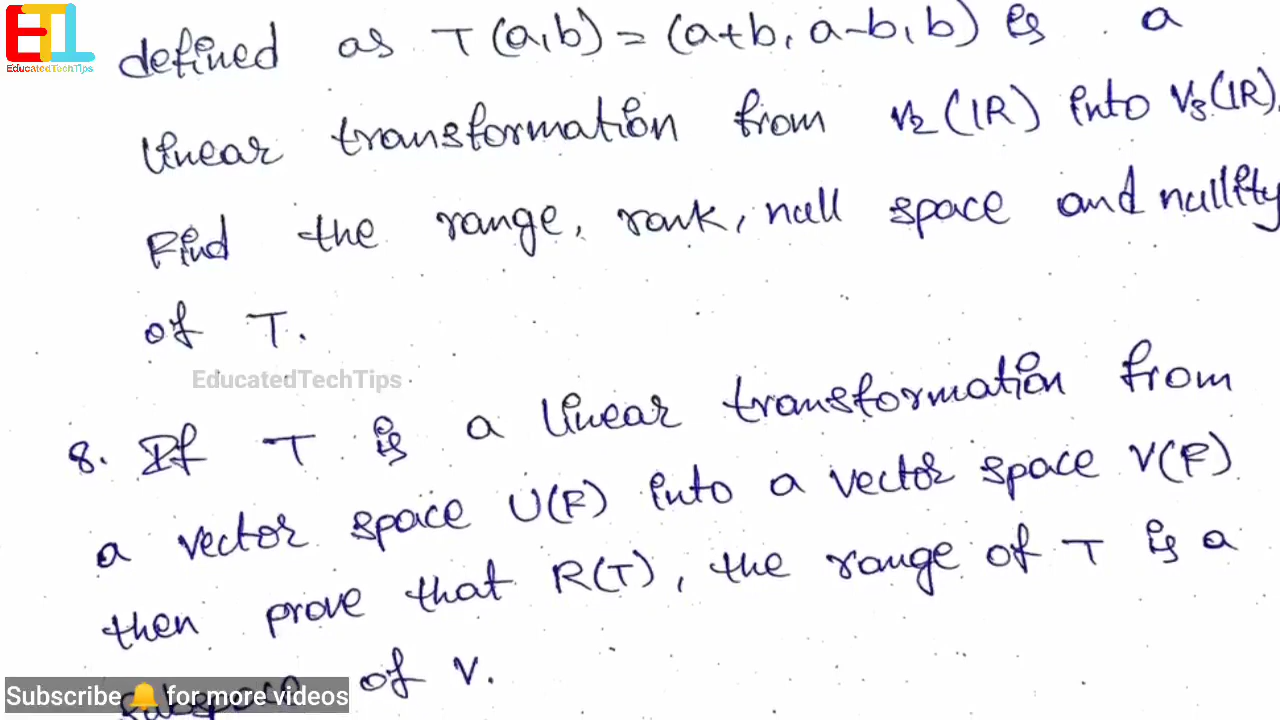 ETL
EducatedTechTips
defined as T(a,b) = (a+b, a-b, b) is a
linear transformation from V2(IR) into V3(IR).
Find the range, rank, null space and nullity
of T.
EducatedTechTips
8. If T is a linear transformation from
a vector space U(F) into a vector space V(F)
then prove that R(T), the range of T is a
subspace of V.
Subscribe 🔔 for more videos